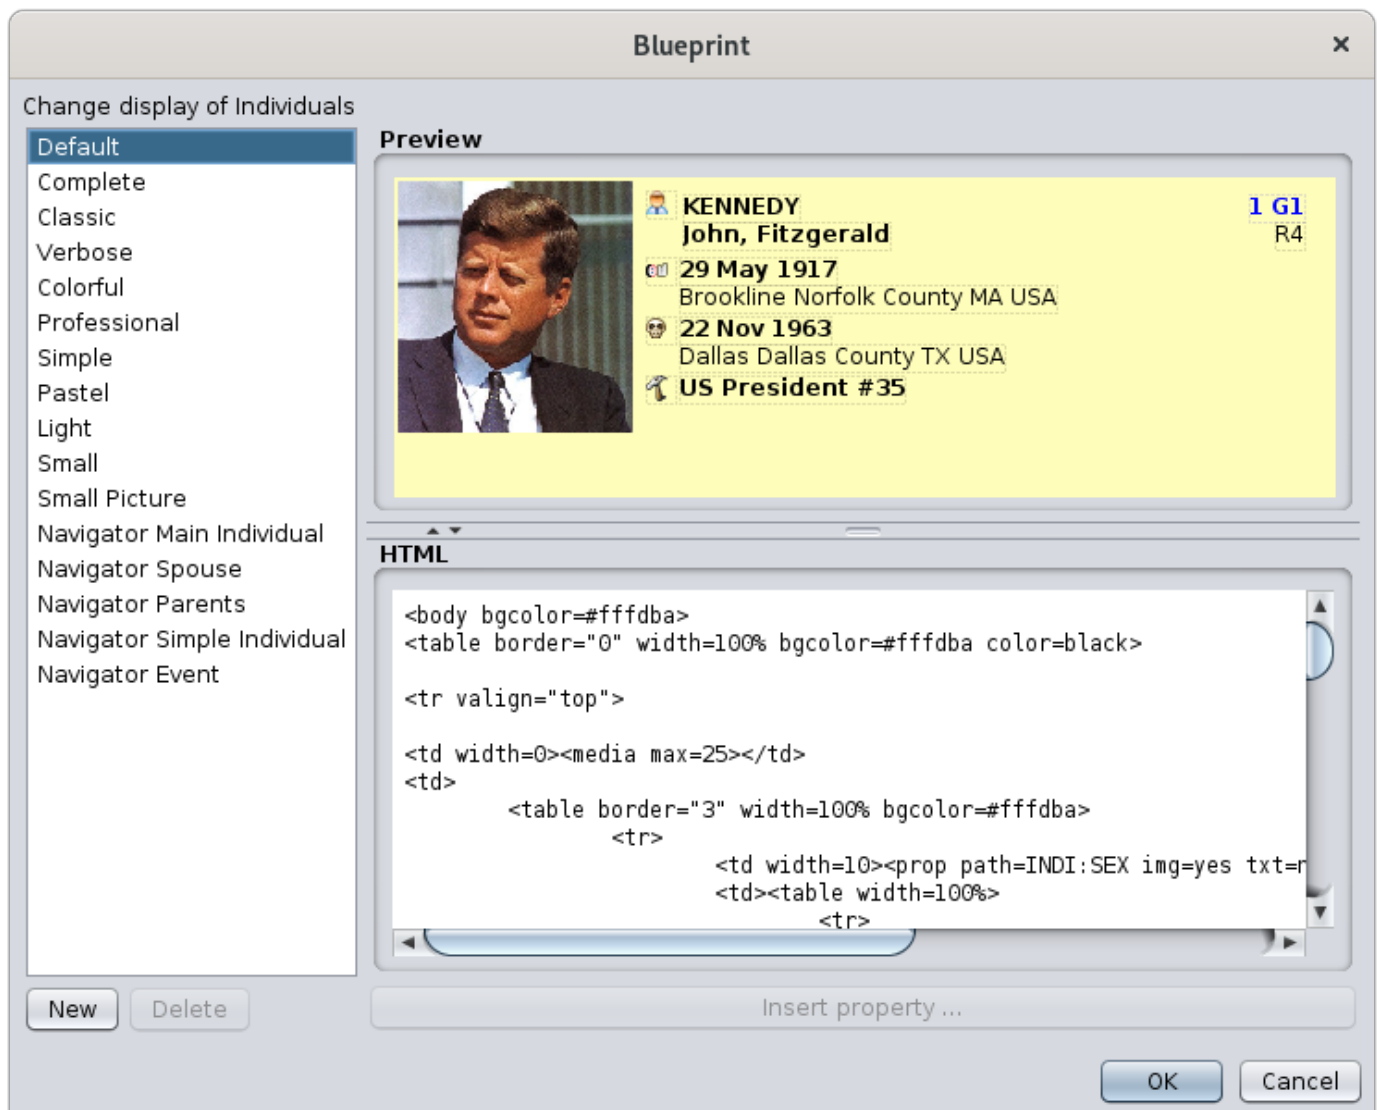 Blueprint
Change display of Individuals
Default
Complete
Classic
Verbose
Colorful
Professional
Simple
Pastel
Light
Small
Small Picture
Navigator Main Individual
Navigator Spouse
Navigator Parents
Navigator Simple Individual
Navigator Event
New
Delete
Preview
KENNEDY 1 G1
John, Fitzgerald R4
29 May 1917
Brookline Norfolk County MA USA
22 Nov 1963
Dallas Dallas County TX USA
US President #35
HTML
<body bgcolor=#fffdba>
<table border="0" width=100% bgcolor=#fffdba color=black>
<tr valign="top">
<td width=0><media max=25></td>
<td>
<table border="3" width=100% bgcolor=#fffdba>
<tr>
<td width=10><prop path=INDI:SEX img=yes txt=n
<td><table width=100%>
<tr>
Insert property ...
OK
Cancel